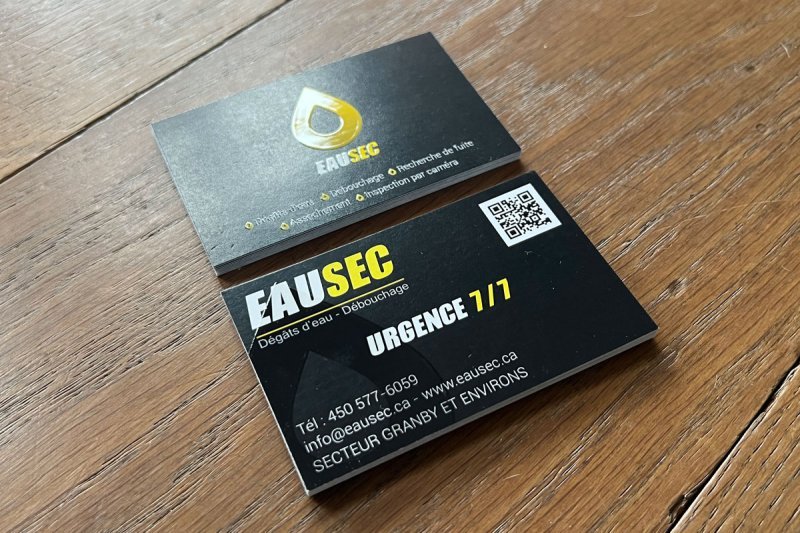 EAUSEC
Débouchage Recherche de fuite
Assèchement Inspection par caméra
EAUSEC
Dégâts d'eau - Débouchage
URGENCE 7/7
Tél : 450 577-6059
info@eausec.ca - www.eausec.ca
SECTEUR GRANBY ET ENVIRONS